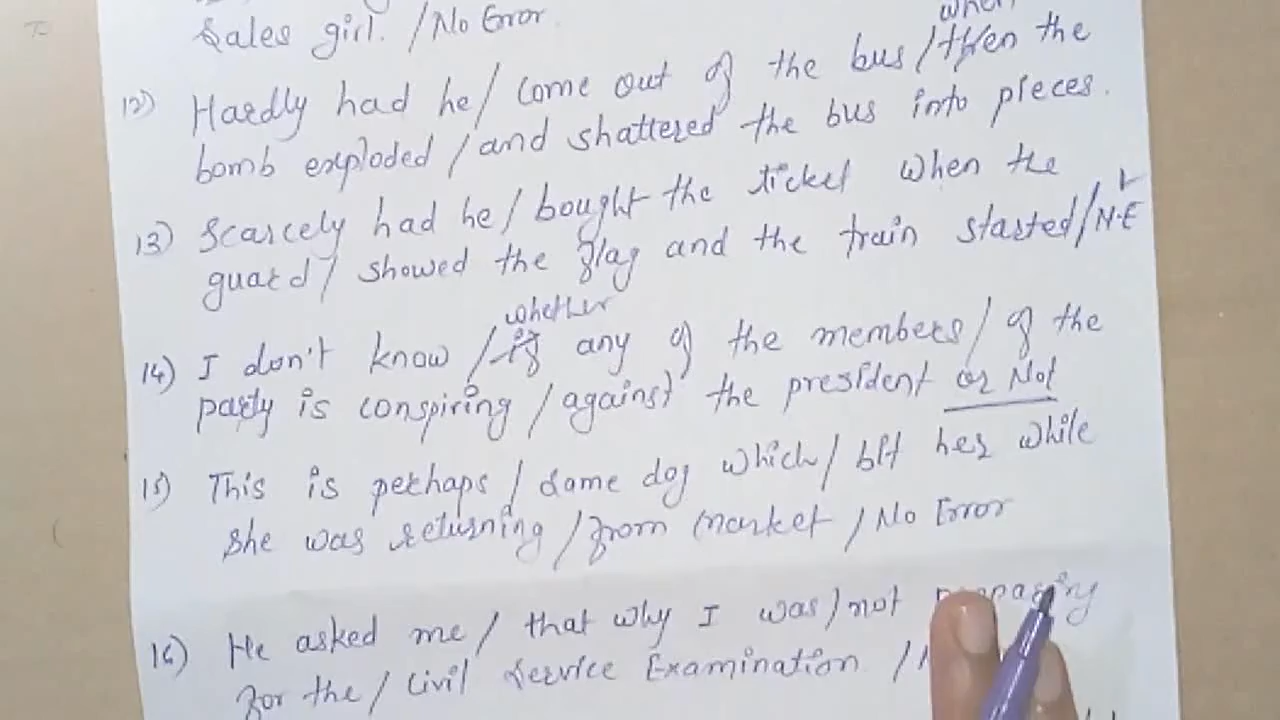 Sales girl. /No Error.
when
12) Hardly had he/ come out of the bus/then the
bomb exploded/and shattered the bus into pieces.
13) Scarcely had he/ bought the ticket when the
guard/ showed the flag and the train started/N.E
whether
14) I don't know /if any of the members/ of the
party is conspiring /against the president or Not
15) This is perhaps / same dog which/ bit her while
she was returning /from market /No Error
16) He asked me/ that why I was/not
for the/ Civil Service Examination /